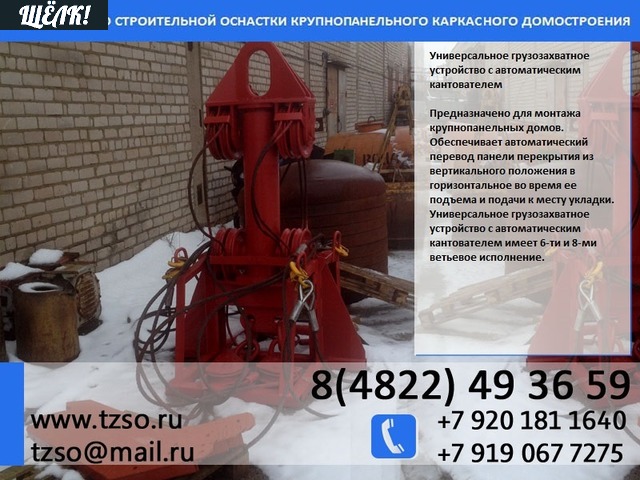 ЩЁЛК!
О СТРОИТЕЛЬНОЙ ОСНАСТКИ КРУПНОПАНЕЛЬНОГО КАРКАСНОГО ДОМОСТРОЕНИЯ
Универсальное грузозахватное
устройство с автоматическим
кантователем
Предназначено для монтажа
крупнопанельных домов.
Обеспечивает автоматический
перевод панели перекрытия из
вертикального положения в
горизонтальное во время ее
подъема и подачи к месту укладки.
Универсальное грузозахватное
устройство с автоматическим
кантователем имеет 6-ти и 8-ми
ветьевое исполнение.
8(4822) 49 36 59
www.tzso.ru
+7 920 181 1640
tzso@mail.ru
+7 919 067 7275